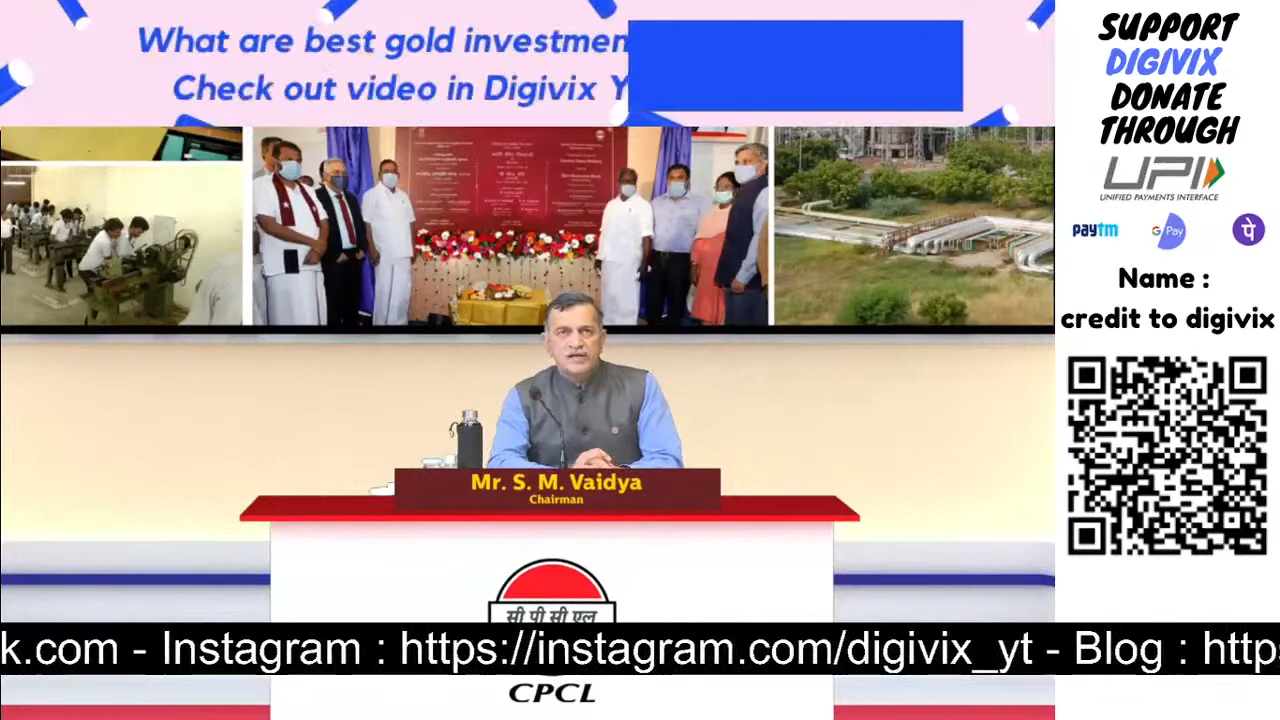 What are best gold investmen
Check out video in Digivix Y
SUPPORT
DIGIVIX
DONATE
THROUGH
UPI
UNIFIED PAYMENTS INTERFACE
paytm
G Pay
पे
Name :
credit to digivix
Mr. S. M. Vaidya
Chairman
सी पी सी एल
k.com - Instagram : https://instagram.com/digivix_yt - Blog : http
CPCL